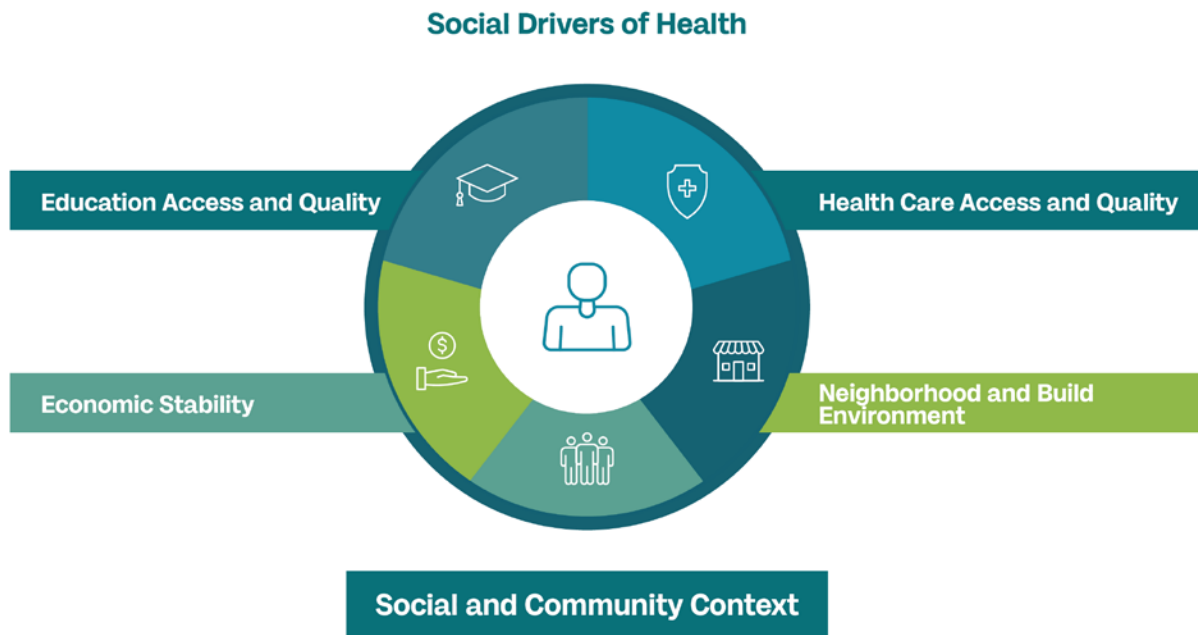 Social Drivers of Health
Education Access and Quality
Health Care Access and Quality
$
Economic Stability
Neighborhood and Build
Environment
Social and Community Context